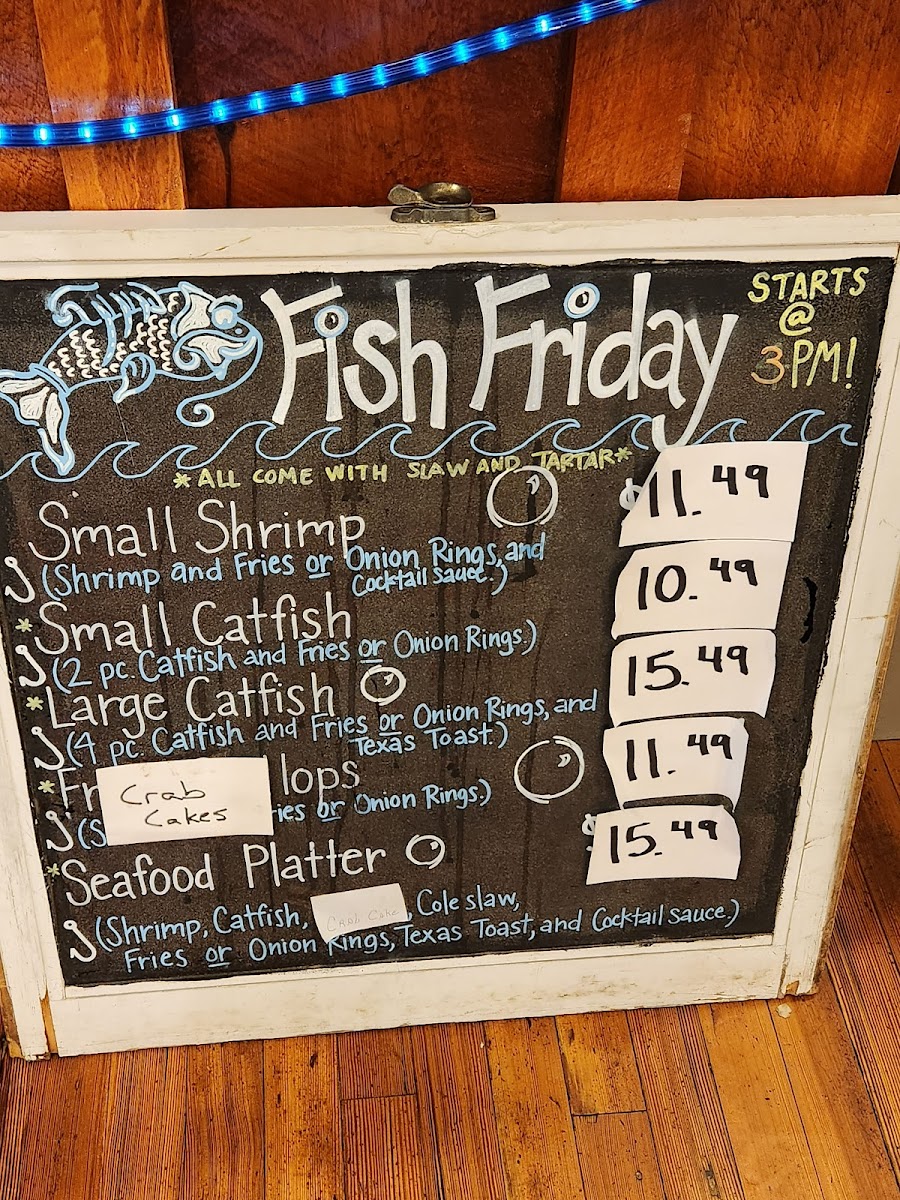 Fish Friday
STARTS
@
3PM!
*ALL COME WITH SLAW AND TARTAR*
Small Shrimp $11.49
(Shrimp and Fries or Onion Rings, and
Cocktail Sauce.)
*Small Catfish 10.49
(2 pc. Catfish and Fries or Onion Rings.)
*Large Catfish 15.49
(4 pc. Catfish and Fries or Onion Rings, and
Texas Toast.)
*Fr lops 11.49
Crab
Cakes
(S ies or Onion Rings.)
*Seafood Platter $15.49
(Shrimp, Catfish, Crab Cake, Cole slaw,
Fries or Onion Rings, Texas Toast, and Cocktail sauce.)